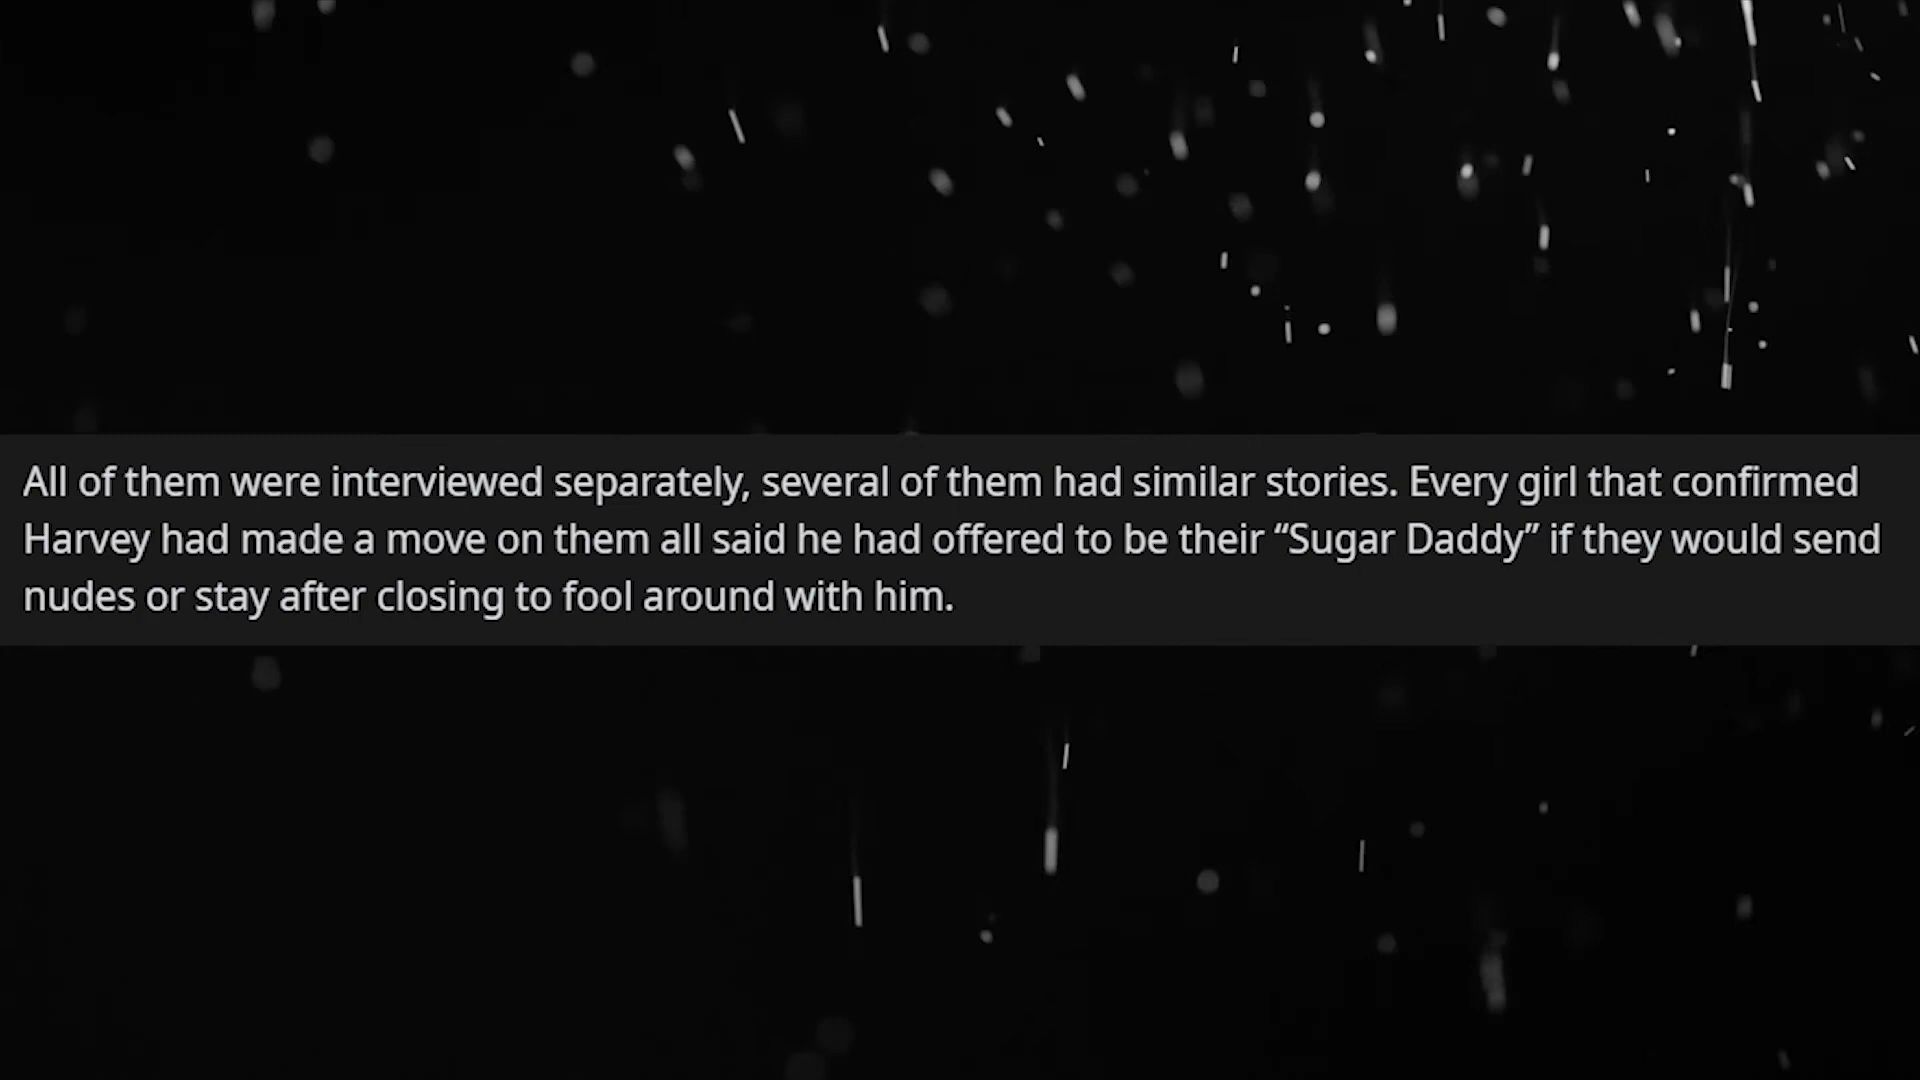 All of them were interviewed separately, several of them had similar stories. Every girl that confirmed
Harvey had made a move on them all said he had offered to be their “Sugar Daddy” if they would send
nudes or stay after closing to fool around with him.